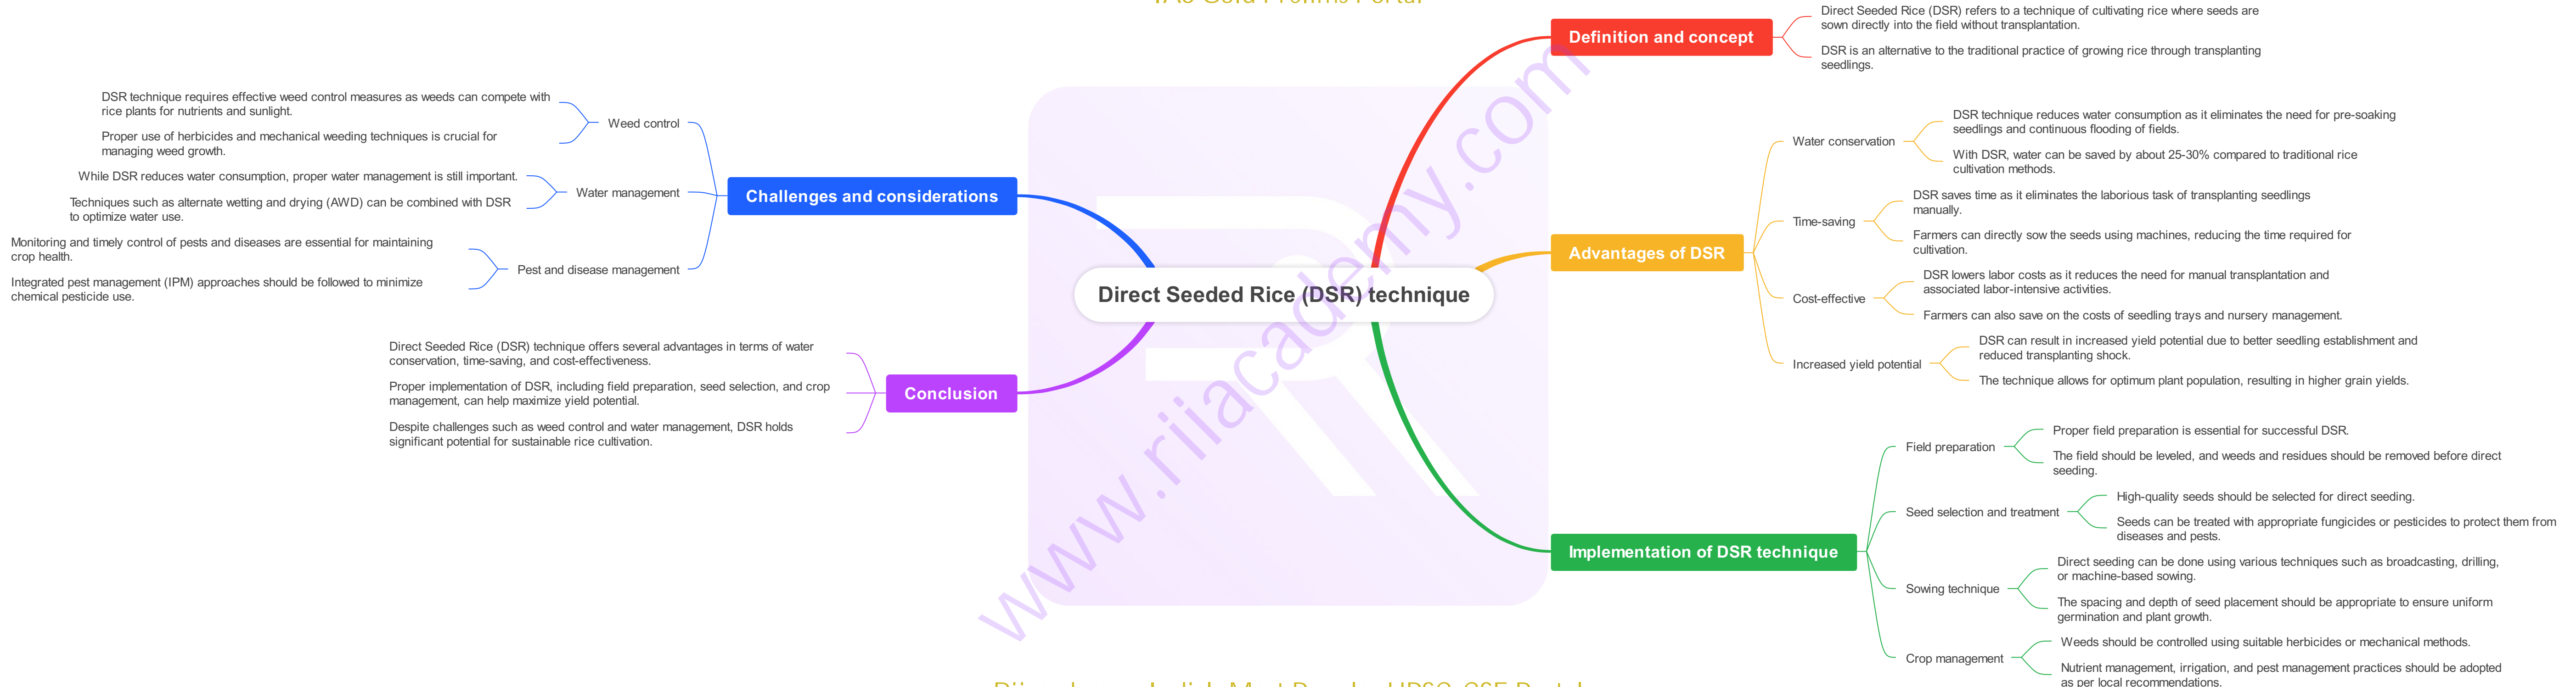 IAS Gold Prelims Portal
Direct Seeded Rice (DSR) technique
Definition and concept
Direct Seeded Rice (DSR) refers to a technique of cultivating rice where seeds are
sown directly into the field without transplantation.
DSR is an alternative to the traditional practice of growing rice through transplanting
seedlings.
Advantages of DSR
Water conservation
DSR technique reduces water consumption as it eliminates the need for pre-soaking
seedlings and continuous flooding of fields.
With DSR, water can be saved by about 25-30% compared to traditional rice
cultivation methods.
Time-saving
DSR saves time as it eliminates the laborious task of transplanting seedlings
manually.
Farmers can directly sow the seeds using machines, reducing the time required for
cultivation.
Cost-effective
DSR lowers labor costs as it reduces the need for manual transplantation and
associated labor-intensive activities.
Farmers can also save on the costs of seedling trays and nursery management.
Increased yield potential
DSR can result in increased yield potential due to better seedling establishment and
reduced transplanting shock.
The technique allows for optimum plant population, resulting in higher grain yields.
Implementation of DSR technique
Field preparation
Proper field preparation is essential for successful DSR.
The field should be leveled, and weeds and residues should be removed before direct
seeding.
Seed selection and treatment
High-quality seeds should be selected for direct seeding.
Seeds can be treated with appropriate fungicides or pesticides to protect them from
diseases and pests.
Sowing technique
Direct seeding can be done using various techniques such as broadcasting, drilling,
or machine-based sowing.
The spacing and depth of seed placement should be appropriate to ensure uniform
germination and plant growth.
Crop management
Weeds should be controlled using suitable herbicides or mechanical methods.
Nutrient management, irrigation, and pest management practices should be adopted
as per local recommendations.
Challenges and considerations
Weed control
DSR technique requires effective weed control measures as weeds can compete with
rice plants for nutrients and sunlight.
Proper use of herbicides and mechanical weeding techniques is crucial for
managing weed growth.
Water management
While DSR reduces water consumption, proper water management is still important.
Techniques such as alternate wetting and drying (AWD) can be combined with DSR
to optimize water use.
Pest and disease management
Monitoring and timely control of pests and diseases are essential for maintaining
crop health.
Integrated pest management (IPM) approaches should be followed to minimize
chemical pesticide use.
Conclusion
Direct Seeded Rice (DSR) technique offers several advantages in terms of water
conservation, time-saving, and cost-effectiveness.
Proper implementation of DSR, including field preparation, seed selection, and crop
management, can help maximize yield potential.
Despite challenges such as weed control and water management, DSR holds
significant potential for sustainable rice cultivation.
www.riiacademy.com